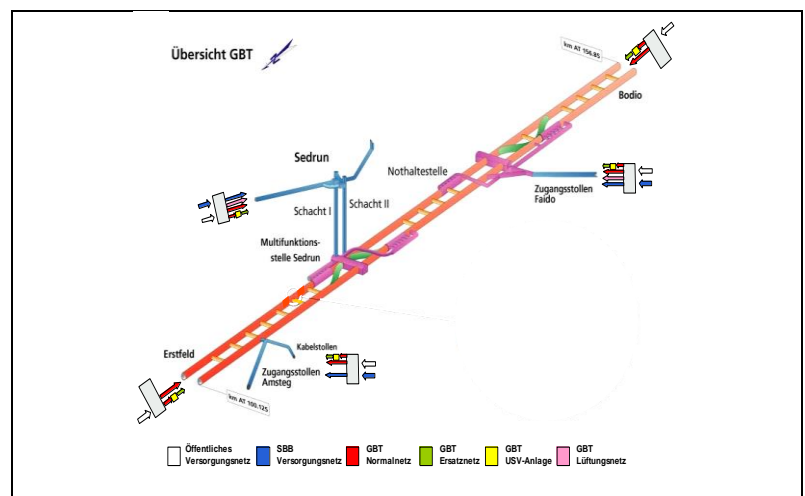 Übersicht GBT
km AT 156.85
Bodio
Sedrun
Nothaltestelle
Schacht I
Schacht II
Zugangsstollen
Faido
Multifunktions-
stelle Sedrun
Erstfeld
Kabelstollen
Zugangsstollen
Amsteg
km AT 100.125
Öffentliches
Versorgungsnetz
SBB
Versorgungsnetz
GBT
Normalnetz
GBT
Ersatznetz
GBT
USV-Anlage
GBT
Lüftungsnetz